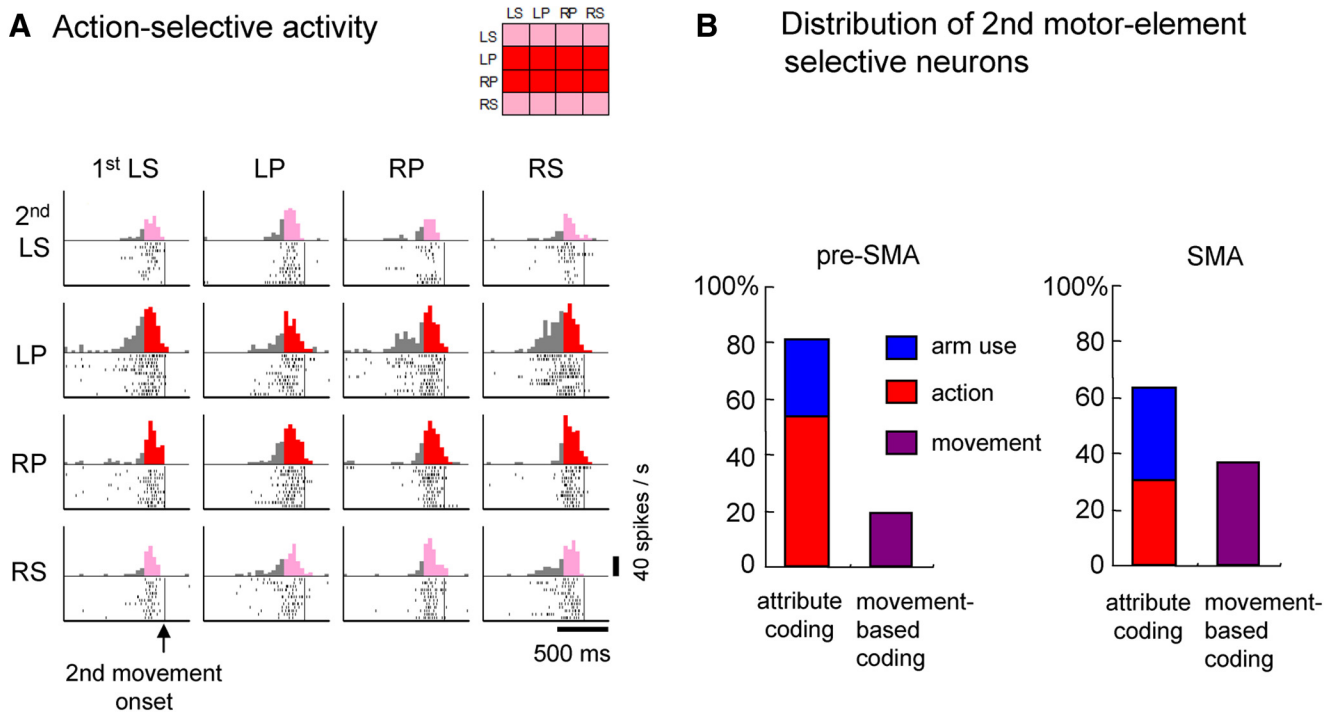 A Action-selective activity
LS LP RP RS
LS
LP
RP
RS
1st LS LP RP RS
2nd
LS
LP
RP
RS
40 spikes / s
500 ms
2nd movement
onset
B Distribution of 2nd motor-element
selective neurons
pre-SMA
100%
80
60
40
20
0
arm use
action
movement
attribute
coding
movement-
based
coding
SMA
100%
80
60
40
20
0
attribute
coding
movement-
based
coding